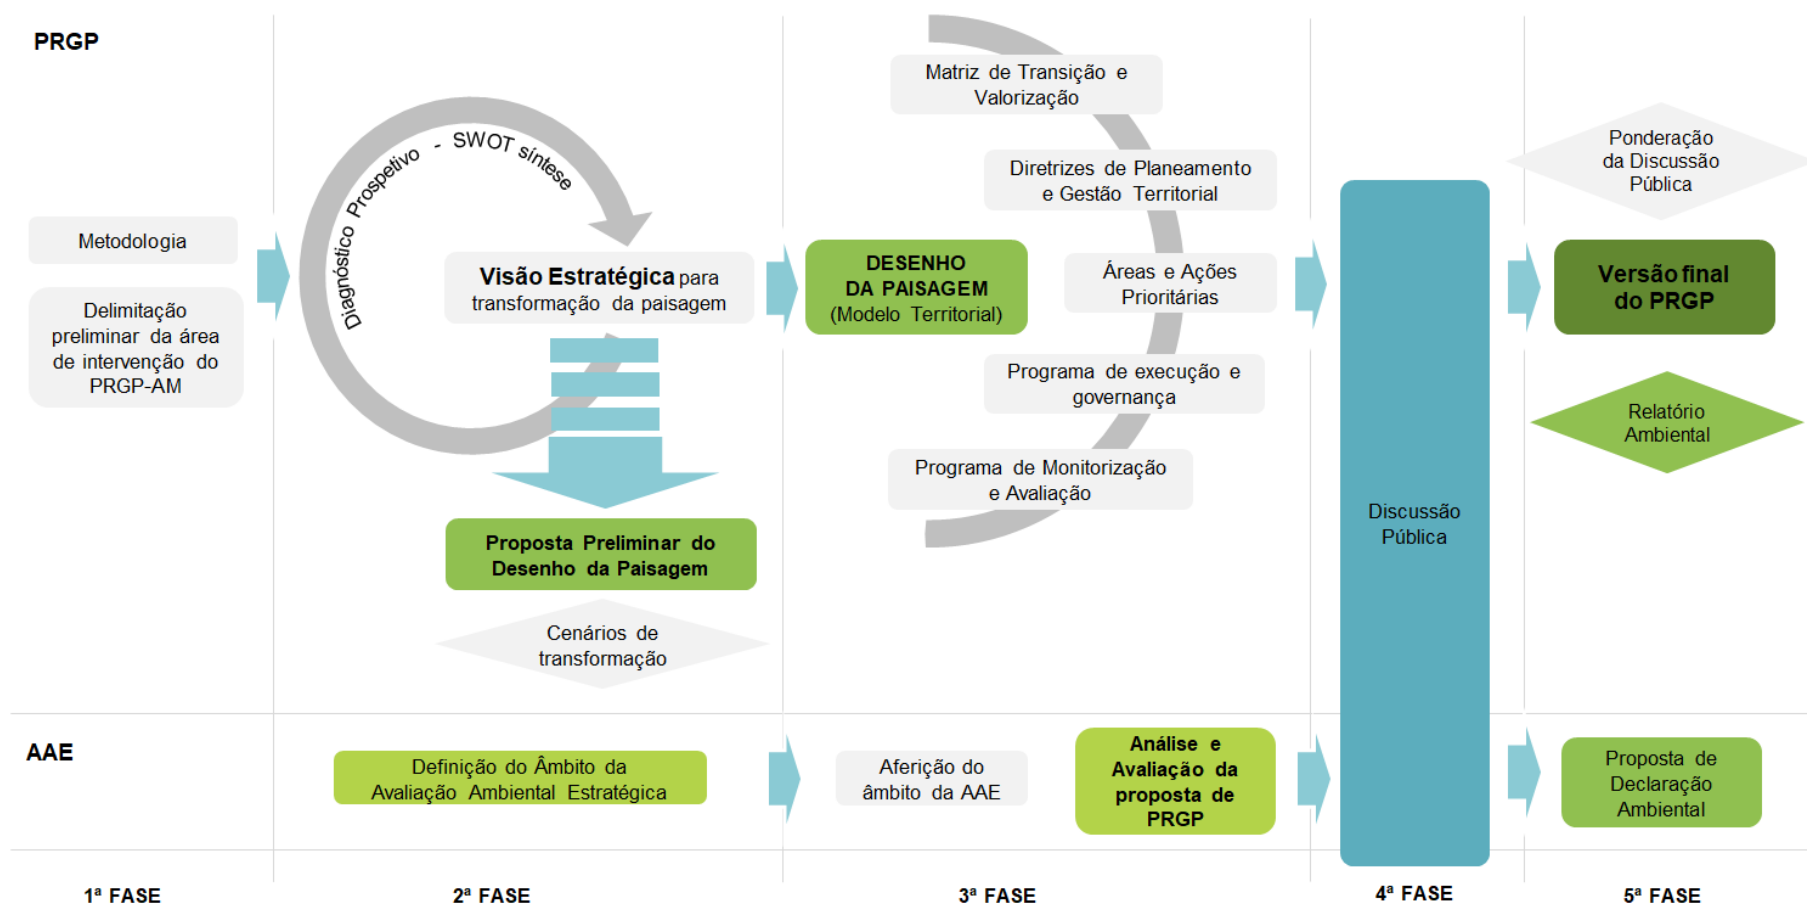 PRGP
Metodologia
Delimitação
preliminar da área
de intervenção do
PRGP-AM
Diagnóstico Prospetivo - SWOT síntese
Visão Estratégica para
transformação da paisagem
Proposta Preliminar do
Desenho da Paisagem
Cenários de
transformação
DESENHO
DA PAISAGEM
(Modelo Territorial)
Matriz de Transição e
Valorização
Diretrizes de Planeamento
e Gestão Territorial
Áreas e Ações
Prioritárias
Programa de execução e
governança
Programa de Monitorização
e Avaliação
Discussão
Pública
Ponderação
da Discussão
Pública
Versão final
do PRGP
Relatório
Ambiental
AAE
Definição do Âmbito da
Avaliação Ambiental Estratégica
Aferição do
âmbito da AAE
Análise e
Avaliação da
proposta de
PRGP
Proposta de
Declaração
Ambiental
1ª FASE
2ª FASE
3ª FASE
4ª FASE
5ª FASE